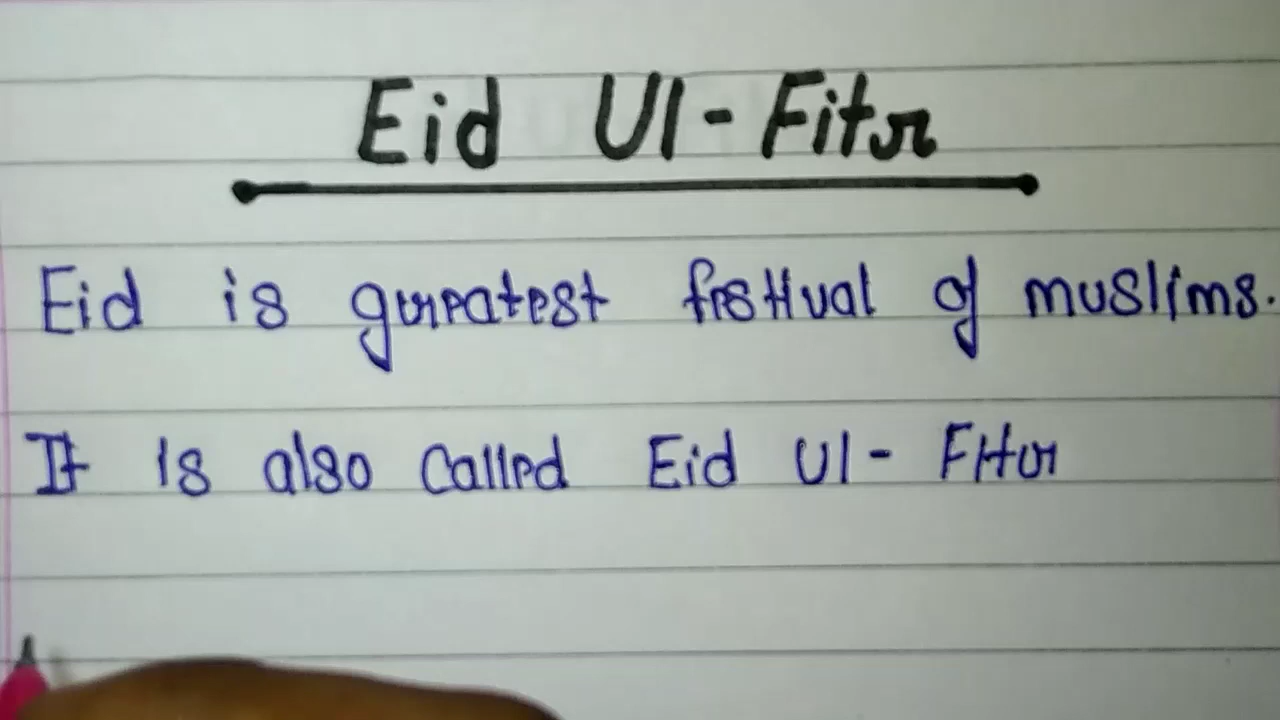 Eid Ul-Fitr
Eid is greatest festival of muslims.
It is also called Eid Ul-Fitr